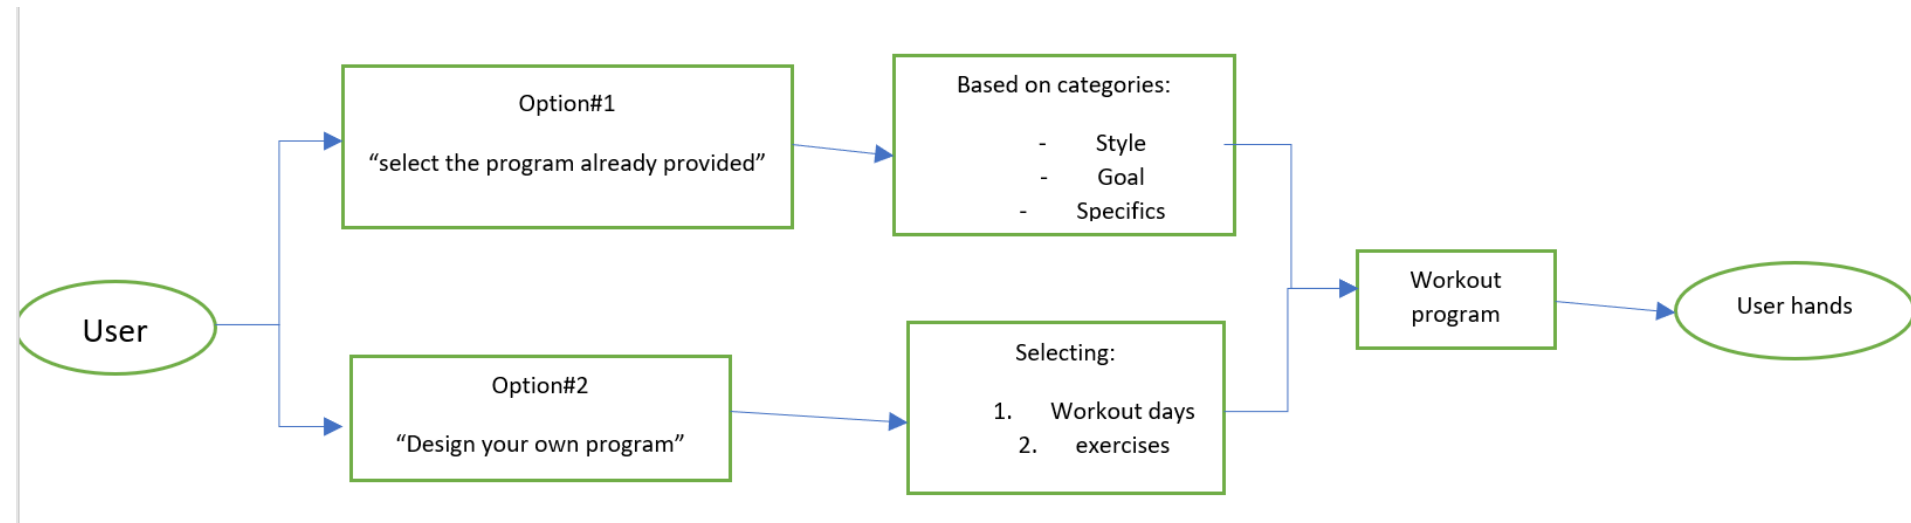 User
Option#1
“select the program already provided”
Based on categories:
- Style
- Goal
- Specifics
Option#2
“Design your own program”
Selecting:
1. Workout days
2. exercises
Workout
program
User hands